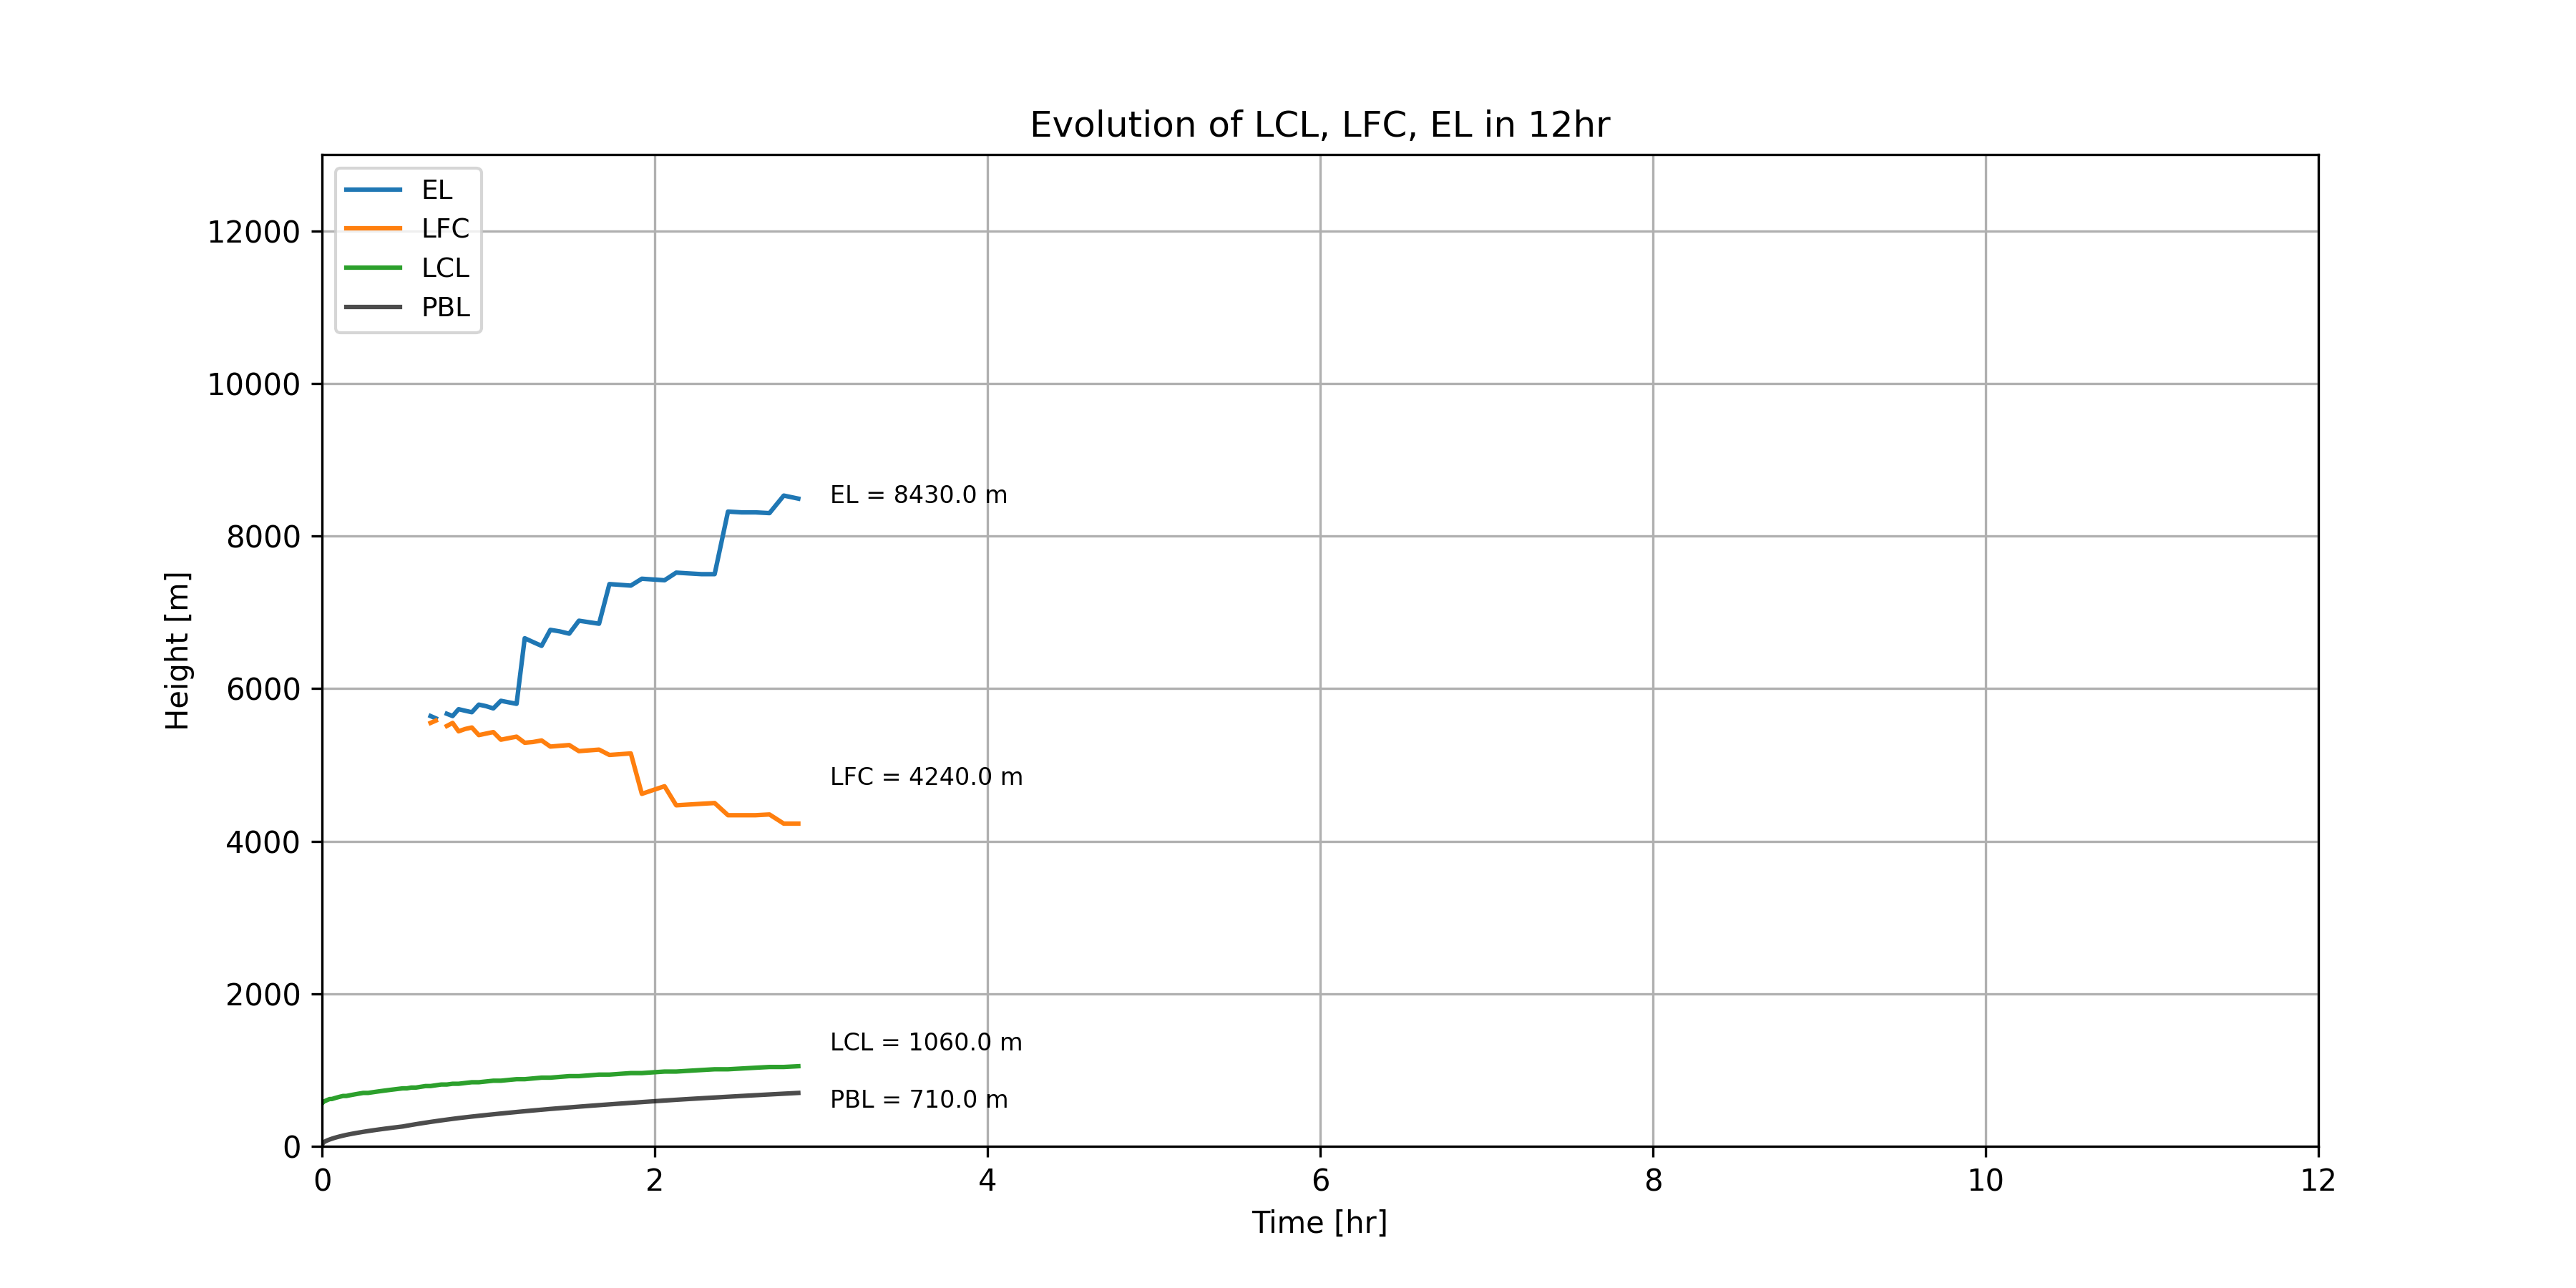 Evolution of LCL, LFC, EL in 12hr
EL
LFC
LCL
PBL
12000
10000
8000
6000
4000
2000
0
Height [m]
EL = 8430.0 m
LFC = 4240.0 m
LCL = 1060.0 m
PBL = 710.0 m
0 2 4 6 8 10 12
Time [hr]